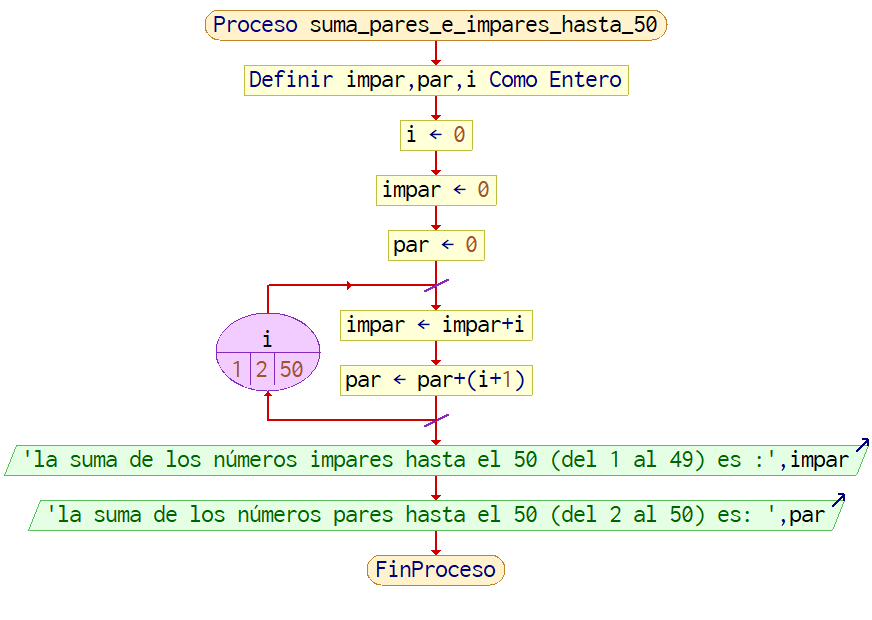 Proceso suma_pares_e_impares_hasta_50
Definir impar,par,i Como Entero
i ← 0
impar ← 0
par ← 0
impar ← impar+i
i
1 2 50
par ← par+(i+1)
'la suma de los números impares hasta el 50 (del 1 al 49) es :',impar
'la suma de los números pares hasta el 50 (del 2 al 50) es: ',par
FinProceso